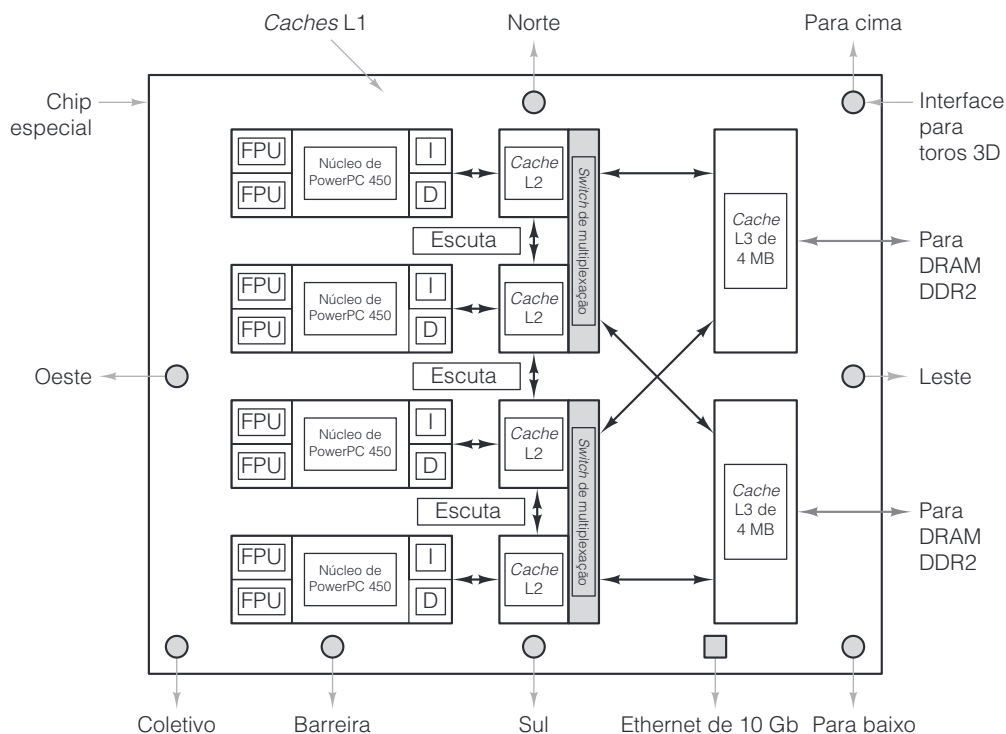 Caches L1
Norte
Para cima
Chip
especial
Interface
para
toros 3D
FPU
FPU
Núcleo de
PowerPC 450
I
D
Cache
L2
Switch de multiplexação
Cache
L3 de
4 MB
Para
DRAM
DDR2
Escuta
FPU
FPU
Núcleo de
PowerPC 450
I
D
Cache
L2
Oeste
Escuta
Leste
FPU
FPU
Núcleo de
PowerPC 450
I
D
Cache
L2
Switch de multiplexação
Cache
L3 de
4 MB
Para
DRAM
DDR2
Escuta
FPU
FPU
Núcleo de
PowerPC 450
I
D
Cache
L2
Coletivo
Barreira
Sul
Ethernet de 10 Gb
Para baixo